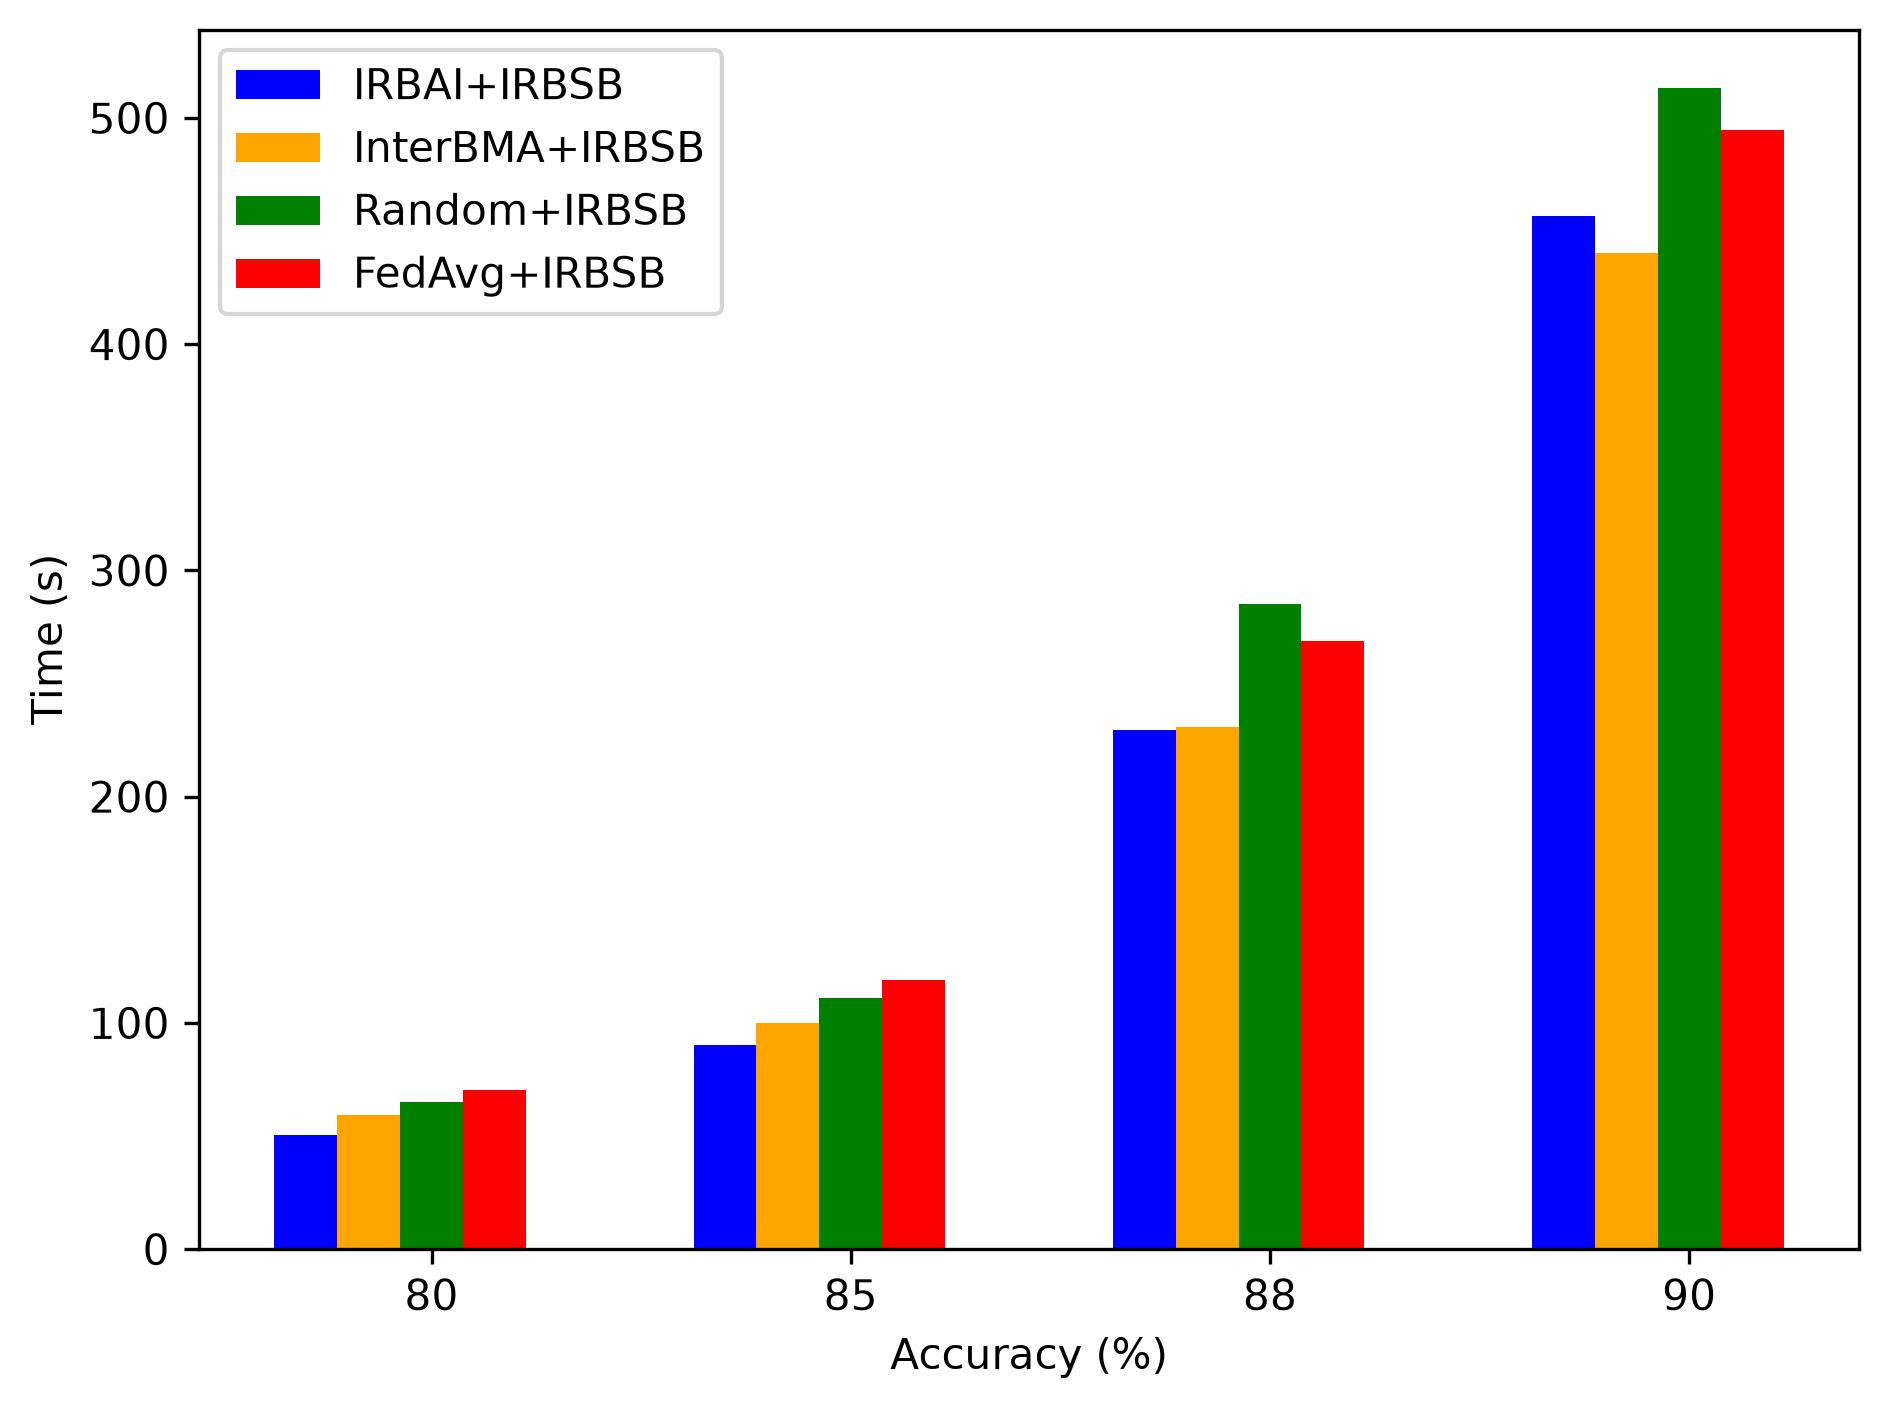 IRBAI+IRBSB
InterBMA+IRBSB
Random+IRBSB
FedAvg+IRBSB
500
400
300
200
100
0
Time (s)
80 85 88 90
Accuracy (%)